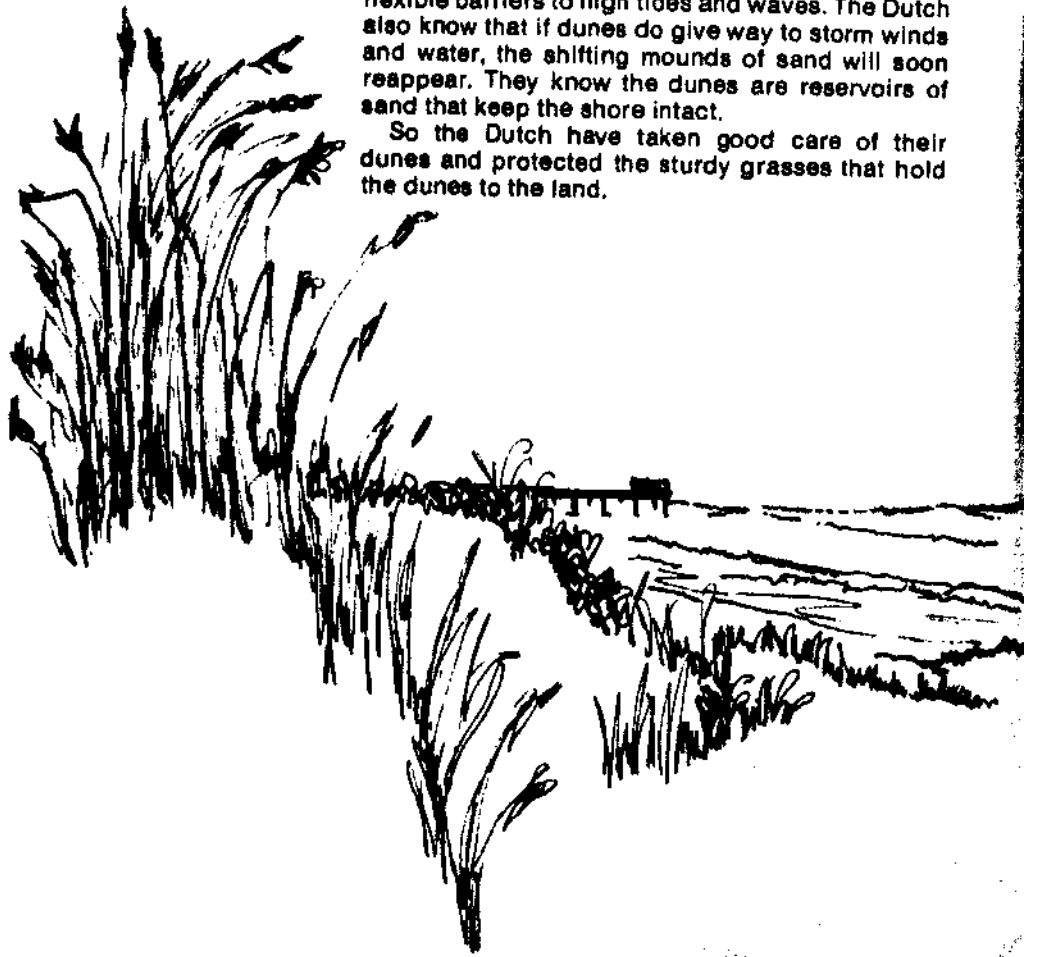 flexible barriers to high tides and waves. The Dutch
also know that if dunes do give way to storm winds
and water, the shifting mounds of sand will soon
reappear. They know the dunes are reservoirs of
sand that keep the shore intact.
So the Dutch have taken good care of their
dunes and protected the sturdy grasses that hold
the dunes to the land.